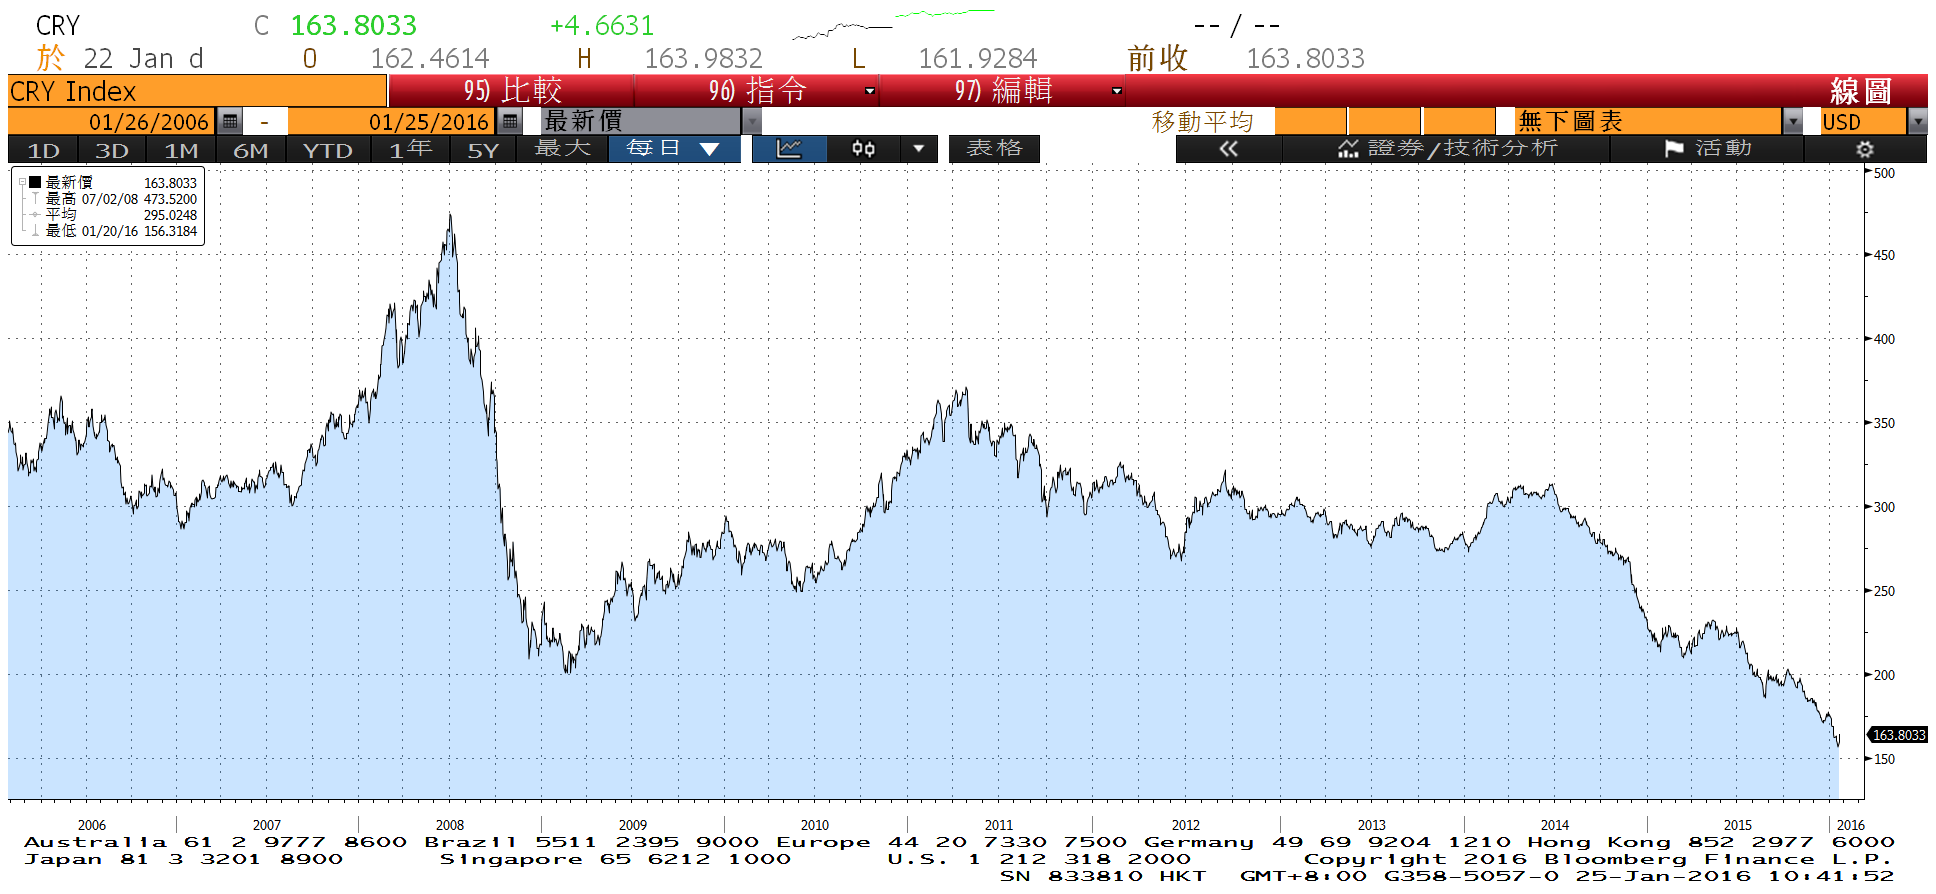 CRY C 163.8033 +4.6631 -- / --
於 22 Jan d O 162.4614 H 163.9832 L 161.9284 前收 163.8033
CRY Index 95) 比較 96) 指令 97) 編輯 線圖
01/26/2006 - 01/25/2016 最新價 移動平均 無下圖表 USD
1D 3D 1M 6M YTD 1年 5Y 最大 每日 表格 « 證券/技術分析 活動
最新價 163.8033
最高 07/02/08 473.5200
平均 295.0248
最低 01/20/16 156.3184
500
450
400
350
300
250
200
163.8033
150
2006 2007 2008 2009 2010 2011 2012 2013 2014 2015 2016
Australia 61 2 9777 8600 Brazil 5511 2395 9000 Europe 44 20 7330 7500 Germany 49 69 9204 1210 Hong Kong 852 2977 6000
Japan 81 3 3201 8900 Singapore 65 6212 1000 U.S. 1 212 318 2000 Copyright 2016 Bloomberg Finance L.P.
SN 833810 HKT GMT+8:00 G358-5057-0 25-Jan-2016 10:41:52